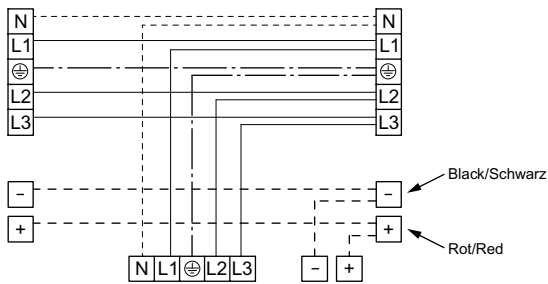 N N
L1 L1
⏚ ⏚
L2 L2
L3 L3
− − Black/Schwarz
+ + Rot/Red
N L1 ⏚ L2 L3 − +